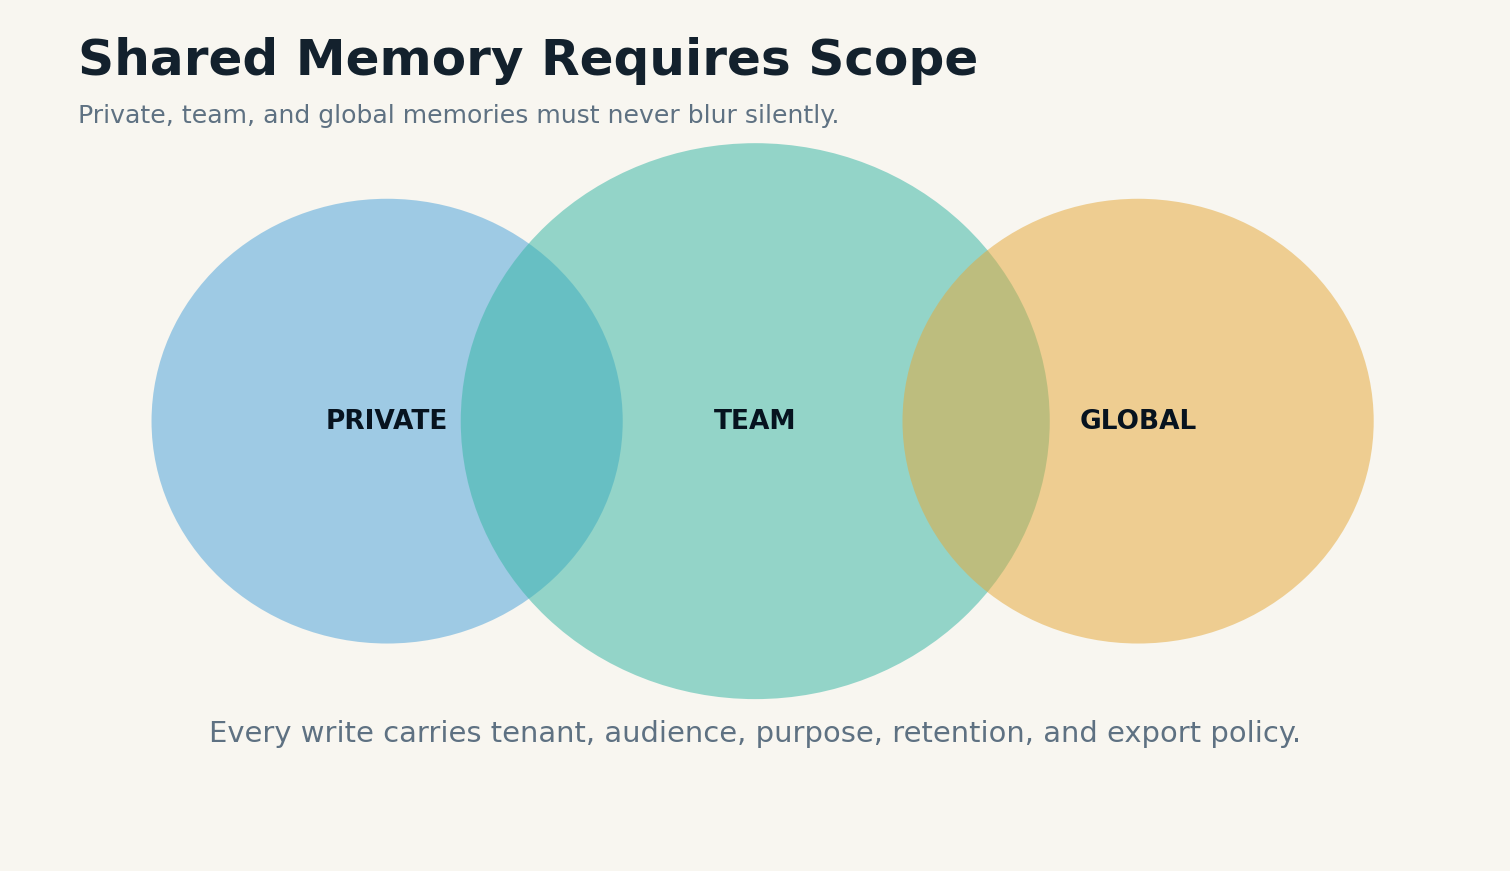 Shared Memory Requires Scope
Private, team, and global memories must never blur silently.
PRIVATE
TEAM
GLOBAL
Every write carries tenant, audience, purpose, retention, and export policy.